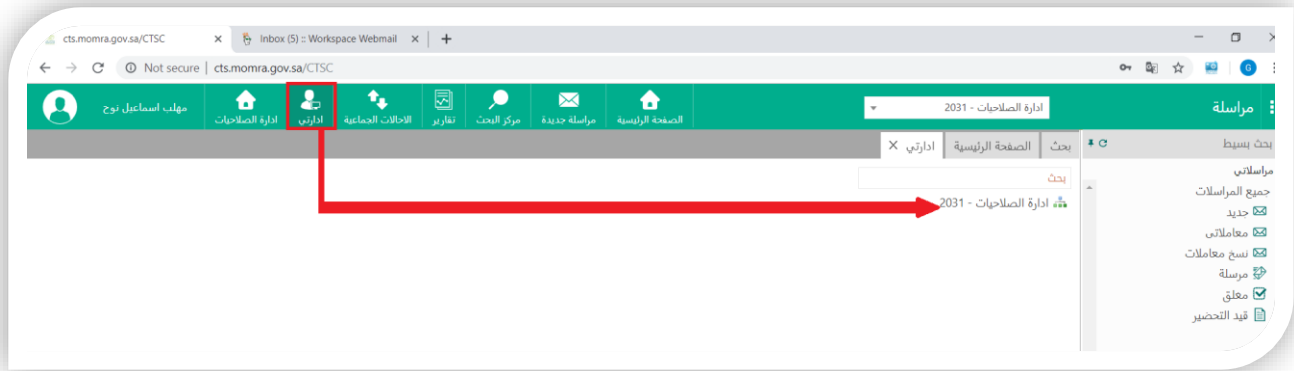 cts.momra.gov.sa/CTSC
Inbox (5) :: Workspace Webmail
Not secure | cts.momra.gov.sa/CTSC
مراسلة
ادارة الصلاحيات - 2031
الصفحة الرئيسية
مراسلة جديدة
مركز البحث
تقارير
الاحالات الجماعية
ادارتي
ادارة الصلاحيات
مهلب اسماعيل نوح
بحث بسيط
بحث
الصفحة الرئيسية
ادارتي
مراسلاتي
جميع المراسلات
جديد
معاملاتى
نسخ معاملات
مرسلة
معلق
قيد التحضير
بحث
ادارة الصلاحيات - 2031